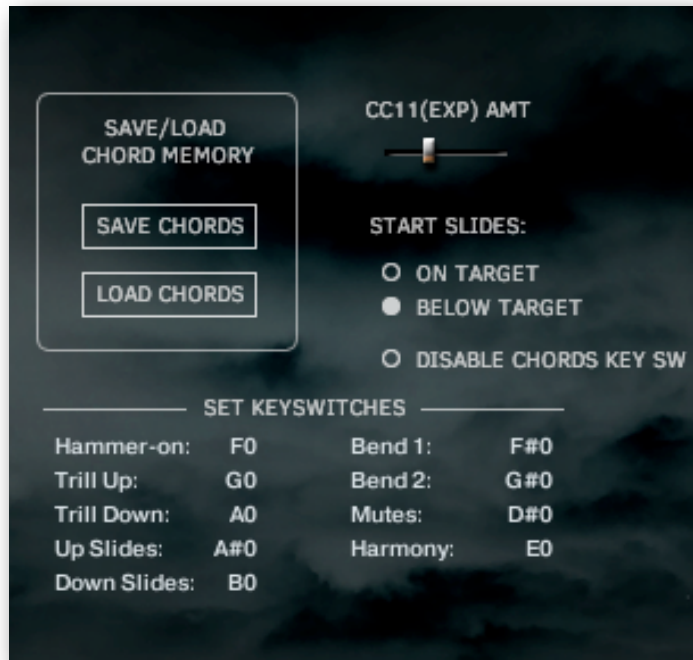 SAVE/LOAD
CHORD MEMORY
SAVE CHORDS
LOAD CHORDS
CC11(EXP) AMT
START SLIDES:
ON TARGET
BELOW TARGET
DISABLE CHORDS KEY SW
SET KEYSWITCHES
Hammer-on: F0
Trill Up: G0
Trill Down: A0
Up Slides: A#0
Down Slides: B0
Bend 1: F#0
Bend 2: G#0
Mutes: D#0
Harmony: E0